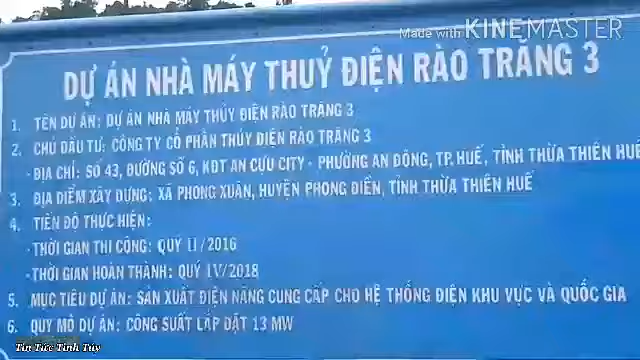 Made with KINEMASTER
DỰ ÁN NHÀ MÁY THUỶ ĐIỆN RÀO TRĂNG 3
1. TÊN DỰ ÁN: DỰ ÁN NHÀ MÁY THỦY ĐIỆN RÀO TRĂNG 3
2. CHỦ ĐẦU TƯ: CÔNG TY CỔ PHẦN THỦY ĐIỆN RÀO TRĂNG 3
- ĐỊA CHỈ: SỐ 43, ĐƯỜNG SỐ 6, KĐT AN CỰU CITY - PHƯỜNG AN ĐÔNG, TP. HUẾ, TỈNH THỪA THIÊN HUẾ
3. ĐỊA ĐIỂM XÂY DỰNG: XÃ PHONG XUÂN, HUYỆN PHONG ĐIỀN, TỈNH THỪA THIÊN HUẾ
4. TIẾN ĐỘ THỰC HIỆN:
- THỜI GIAN THI CÔNG: QUÝ II/2016
- THỜI GIAN HOÀN THÀNH: QUÝ IV/2018
5. MỤC TIÊU DỰ ÁN: SẢN XUẤT ĐIỆN NĂNG CUNG CẤP CHO HỆ THỐNG ĐIỆN KHU VỰC VÀ QUỐC GIA
6. QUY MÔ DỰ ÁN: CÔNG SUẤT LẮP ĐẶT 13 MW
Tin Tức Tinh Túy